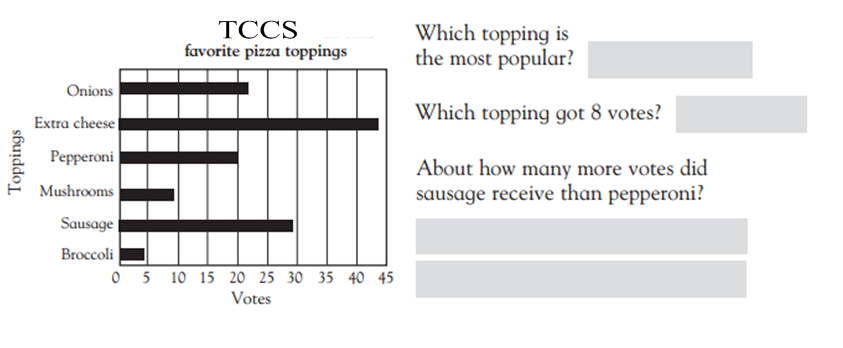 TCCS
favorite pizza toppings
Toppings
Onions
Extra cheese
Pepperoni
Mushrooms
Sausage
Broccoli
0 5 10 15 20 25 30 35 40 45
Votes
Which topping is
the most popular?
Which topping got 8 votes?
About how many more votes did
sausage receive than pepperoni?